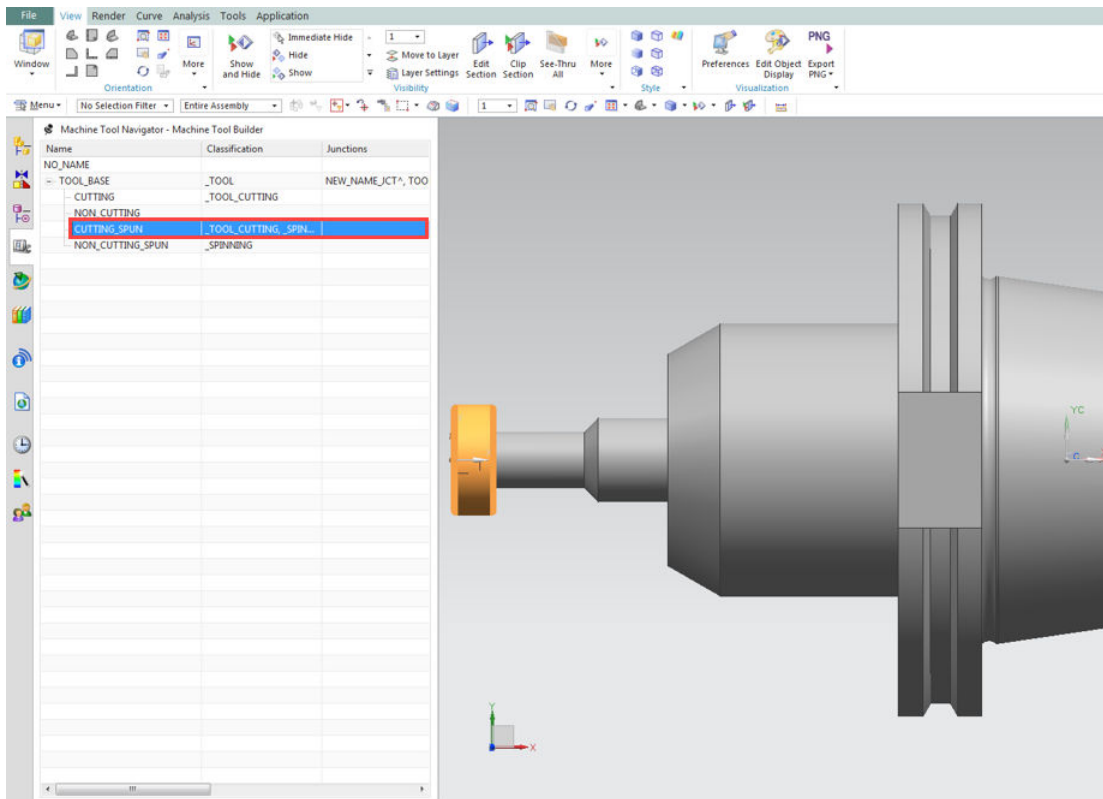 File View Render Curve Analysis Tools Application
Window
More
Show and Hide
Immediate Hide
Hide
Show
1
Move to Layer
Layer Settings
Edit Section
Clip Section
See-Thru All
More
Preferences
Edit Object Display
PNG
Export PNG
Orientation Visibility Style Visualization
Menu No Selection Filter Entire Assembly 1
Machine Tool Navigator - Machine Tool Builder
Name Classification Junctions
NO_NAME
TOOL_BASE _TOOL NEW_NAME_JCT^, TOO
CUTTING _TOOL_CUTTING
NON_CUTTING
CUTTING_SPUN _TOOL_CUTTING, _SPIN...
NON_CUTTING_SPUN _SPINNING
YC
Y
X